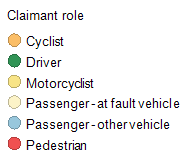 Claimant role
Cyclist
Driver
Motorcyclist
Passenger - at fault vehicle
Passenger - other vehicle
Pedestrian